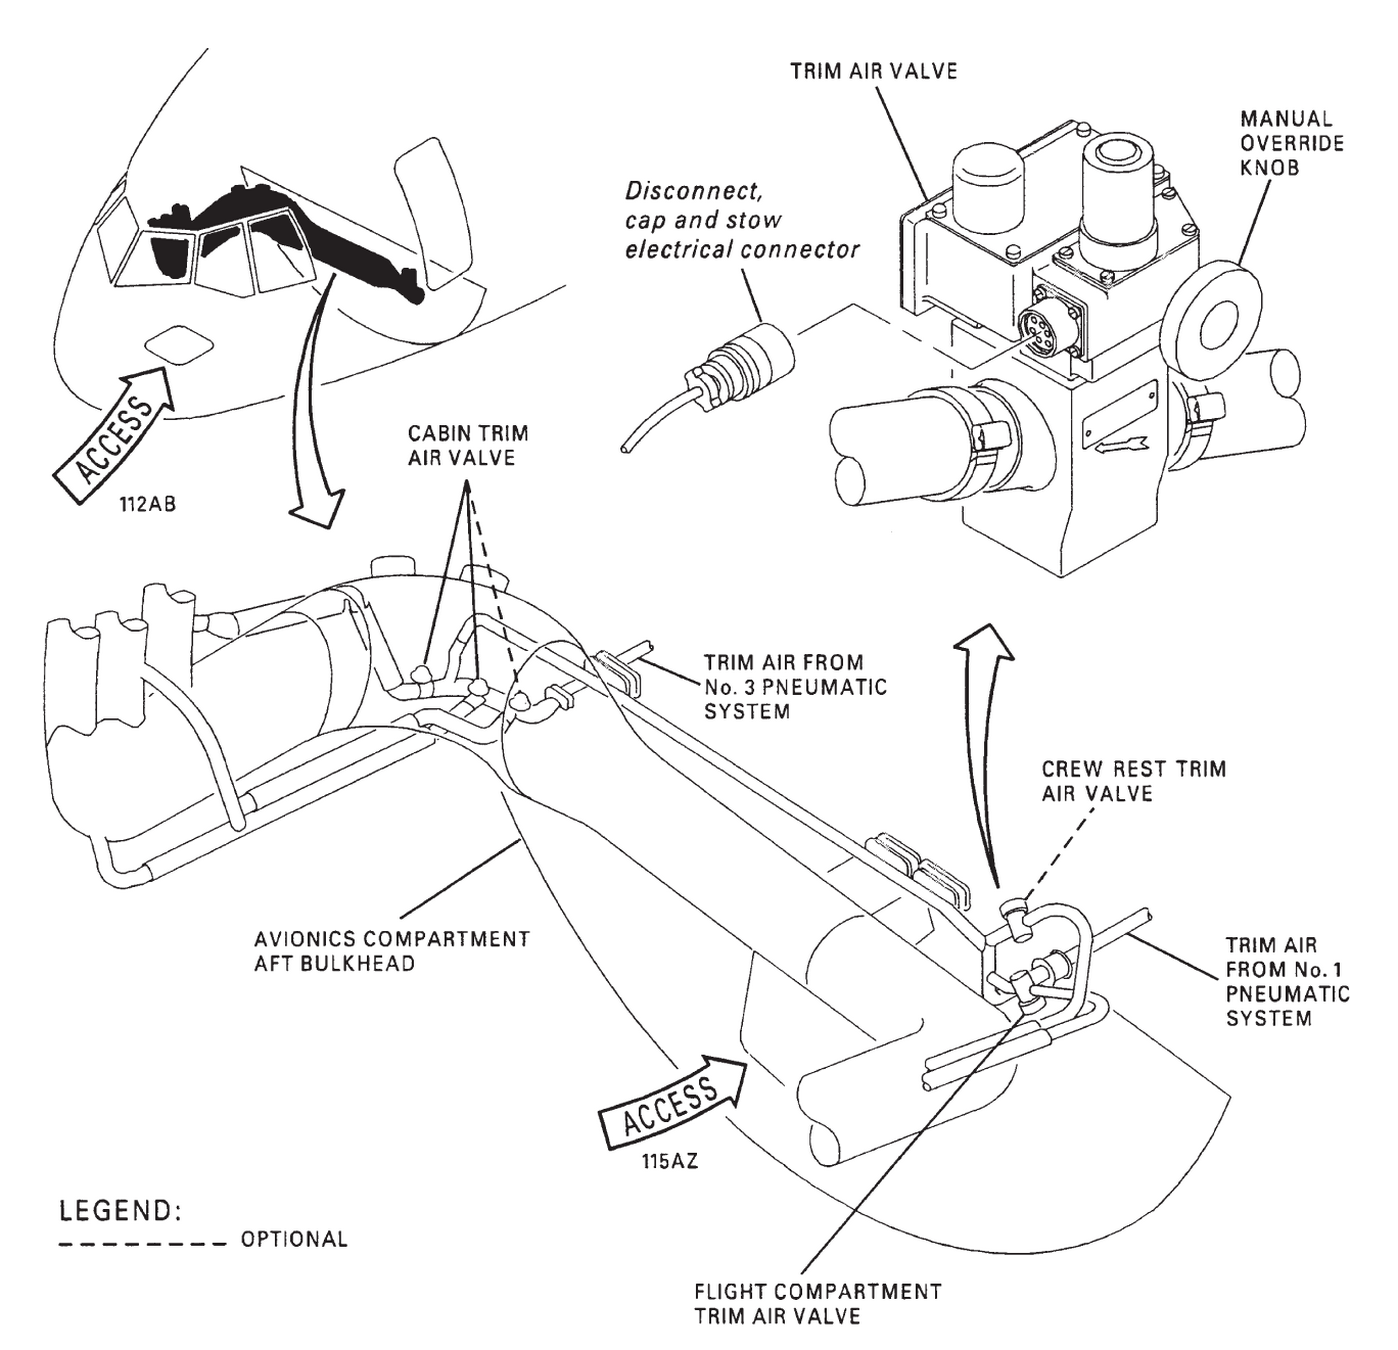 TRIM AIR VALVE
MANUAL
OVERRIDE
KNOB
Disconnect,
cap and stow
electrical connector
ACCESS
112AB
CABIN TRIM
AIR VALVE
TRIM AIR FROM
No. 3 PNEUMATIC
SYSTEM
CREW REST TRIM
AIR VALVE
AVIONICS COMPARTMENT
AFT BULKHEAD
TRIM AIR
FROM No. 1
PNEUMATIC
SYSTEM
ACCESS
115AZ
LEGEND:
OPTIONAL
FLIGHT COMPARTMENT
TRIM AIR VALVE